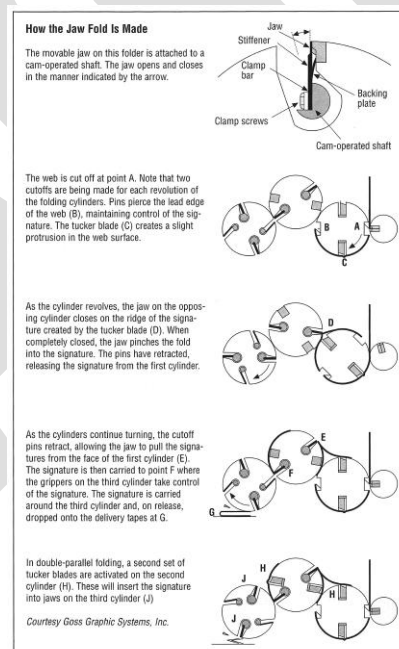 How the Jaw Fold Is Made
The movable jaw on this folder is attached to a
cam-operated shaft. The jaw opens and closes
in the manner indicated by the arrow.
Jaw
Stiffener
Clamp
bar
Clamp screws
Backing
plate
Cam-operated shaft
The web is cut off at point A. Note that two
cutoffs are being made for each revolution of
the folding cylinders. Pins pierce the lead edge
of the web (B), maintaining control of the sig-
nature. The tucker blade (C) creates a slight
protrusion in the web surface.
B
A
C
As the cylinder revolves, the jaw on the oppos-
ing cylinder closes on the ridge of the signa-
ture created by the tucker blade (D). When
completely closed, the jaw pinches the fold
into the signature. The pins have retracted,
releasing the signature from the first cylinder.
D
As the cylinders continue turning, the cutoff
pins retract, allowing the jaw to pull the signa-
tures from the face of the first cylinder (E).
The signature is then carried to point F where
the grippers on the third cylinder take control
of the signature. The signature is carried
around the third cylinder and, on release,
dropped onto the delivery tapes at G.
E
F
G
In double-parallel folding, a second set of
tucker blades are activated on the second
cylinder (H). These will insert the signature
into jaws on the third cylinder (J)
H
J
H
J
Courtesy Goss Graphic Systems, Inc.